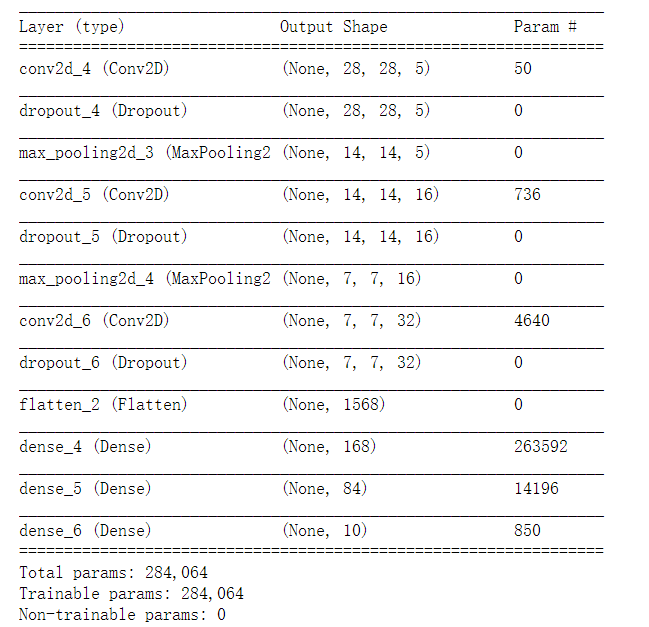 Layer (type) Output Shape Param #
conv2d_4 (Conv2D) (None, 28, 28, 5) 50
dropout_4 (Dropout) (None, 28, 28, 5) 0
max_pooling2d_3 (MaxPooling2 (None, 14, 14, 5) 0
conv2d_5 (Conv2D) (None, 14, 14, 16) 736
dropout_5 (Dropout) (None, 14, 14, 16) 0
max_pooling2d_4 (MaxPooling2 (None, 7, 7, 16) 0
conv2d_6 (Conv2D) (None, 7, 7, 32) 4640
dropout_6 (Dropout) (None, 7, 7, 32) 0
flatten_2 (Flatten) (None, 1568) 0
dense_4 (Dense) (None, 168) 263592
dense_5 (Dense) (None, 84) 14196
dense_6 (Dense) (None, 10) 850
Total params: 284,064
Trainable params: 284,064
Non-trainable params: 0